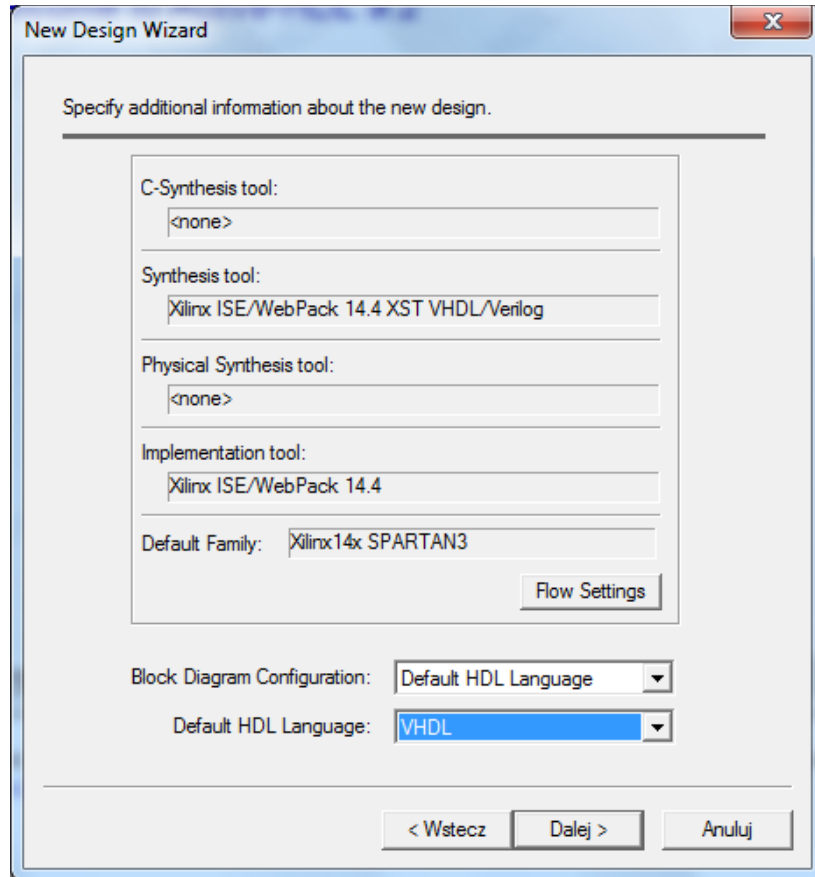 New Design Wizard
Specify additional information about the new design.
C-Synthesis tool:
<none>
Synthesis tool:
Xilinx ISE/WebPack 14.4 XST VHDL/Verilog
Physical Synthesis tool:
<none>
Implementation tool:
Xilinx ISE/WebPack 14.4
Default Family: Xilinx14x SPARTAN3
Flow Settings
Block Diagram Configuration: Default HDL Language
Default HDL Language: VHDL
< Wstecz Dalej > Anuluj